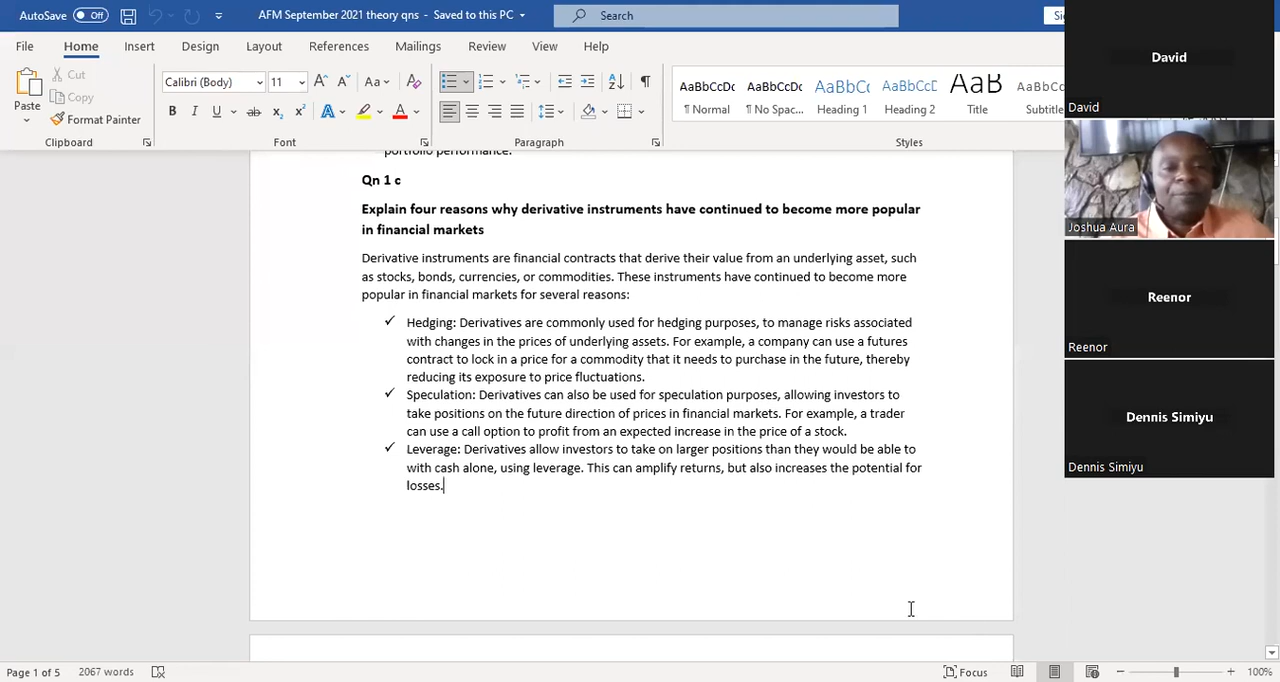 AutoSave Off AFM September 2021 theory qns - Saved to this PC Search
File Home Insert Design Layout References Mailings Review View Help
Cut
Copy
Paste Format Painter
Calibri (Body) 11 Aa
B I U ab x2 x2 A A
¶
AaBbCcDc AaBbCcDc AaBbCc AaBbCcD AaB AaBbCc
¶ Normal ¶ No Spac... Heading 1 Heading 2 Title Subtitle
Clipboard Font Paragraph Styles
portfolio performance.
Qn 1 c
Explain four reasons why derivative instruments have continued to become more popular
in financial markets
Derivative instruments are financial contracts that derive their value from an underlying asset, such
as stocks, bonds, currencies, or commodities. These instruments have continued to become more
popular in financial markets for several reasons:
✓ Hedging: Derivatives are commonly used for hedging purposes, to manage risks associated
with changes in the prices of underlying assets. For example, a company can use a futures
contract to lock in a price for a commodity that it needs to purchase in the future, thereby
reducing its exposure to price fluctuations.
✓ Speculation: Derivatives can also be used for speculation purposes, allowing investors to
take positions on the future direction of prices in financial markets. For example, a trader
can use a call option to profit from an expected increase in the price of a stock.
✓ Leverage: Derivatives allow investors to take on larger positions than they would be able to
with cash alone, using leverage. This can amplify returns, but also increases the potential for
losses.
David
David
Joshua Aura
Reenor
Reenor
Dennis Simiyu
Dennis Simiyu
Page 1 of 5 2067 words Focus 100%